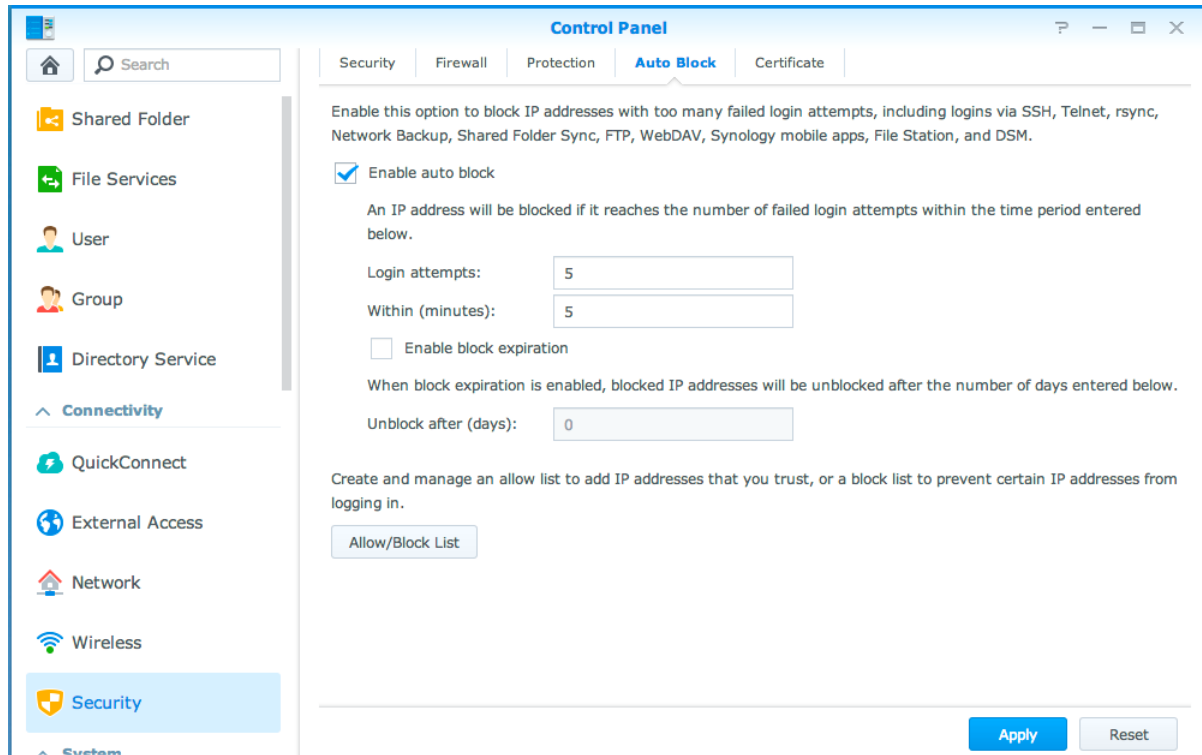 Control Panel
Search
Shared Folder
File Services
User
Group
Directory Service
Connectivity
QuickConnect
External Access
Network
Wireless
Security
System
Security Firewall Protection Auto Block Certificate
Enable this option to block IP addresses with too many failed login attempts, including logins via SSH, Telnet, rsync,
Network Backup, Shared Folder Sync, FTP, WebDAV, Synology mobile apps, File Station, and DSM.
Enable auto block
An IP address will be blocked if it reaches the number of failed login attempts within the time period entered
below.
Login attempts: 5
Within (minutes): 5
Enable block expiration
When block expiration is enabled, blocked IP addresses will be unblocked after the number of days entered below.
Unblock after (days): 0
Create and manage an allow list to add IP addresses that you trust, or a block list to prevent certain IP addresses from
logging in.
Allow/Block List
Apply Reset